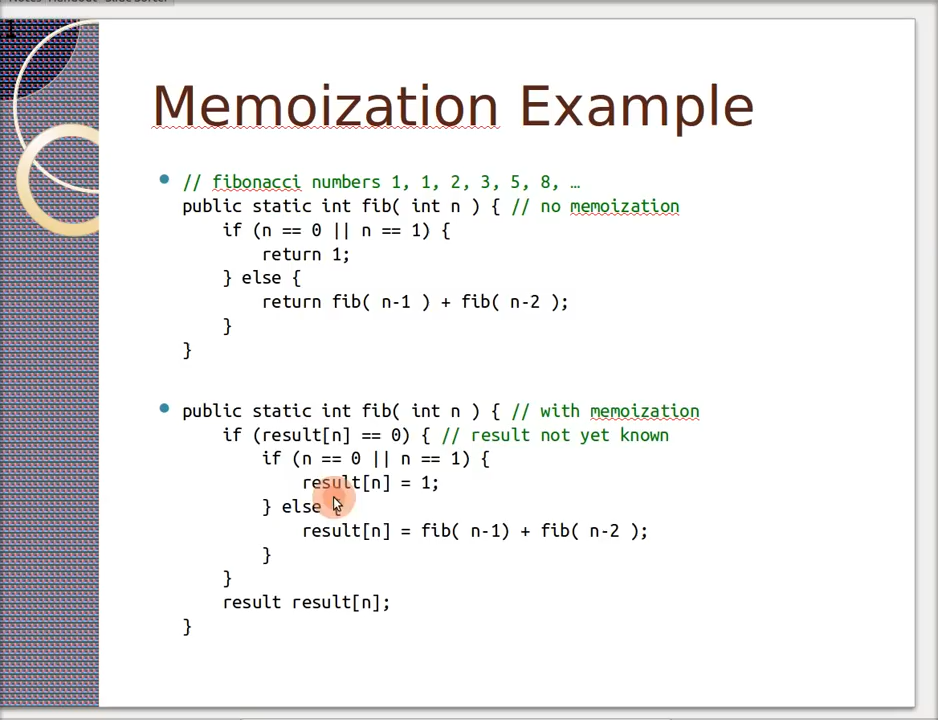 Memoization Example
// fibonacci numbers 1, 1, 2, 3, 5, 8, …
public static int fib( int n ) { // no memoization
if (n == 0 || n == 1) {
return 1;
} else {
return fib( n-1 ) + fib( n-2 );
}
}
public static int fib( int n ) { // with memoization
if (result[n] == 0) { // result not yet known
if (n == 0 || n == 1) {
result[n] = 1;
} else {
result[n] = fib( n-1) + fib( n-2 );
}
}
result result[n];
}